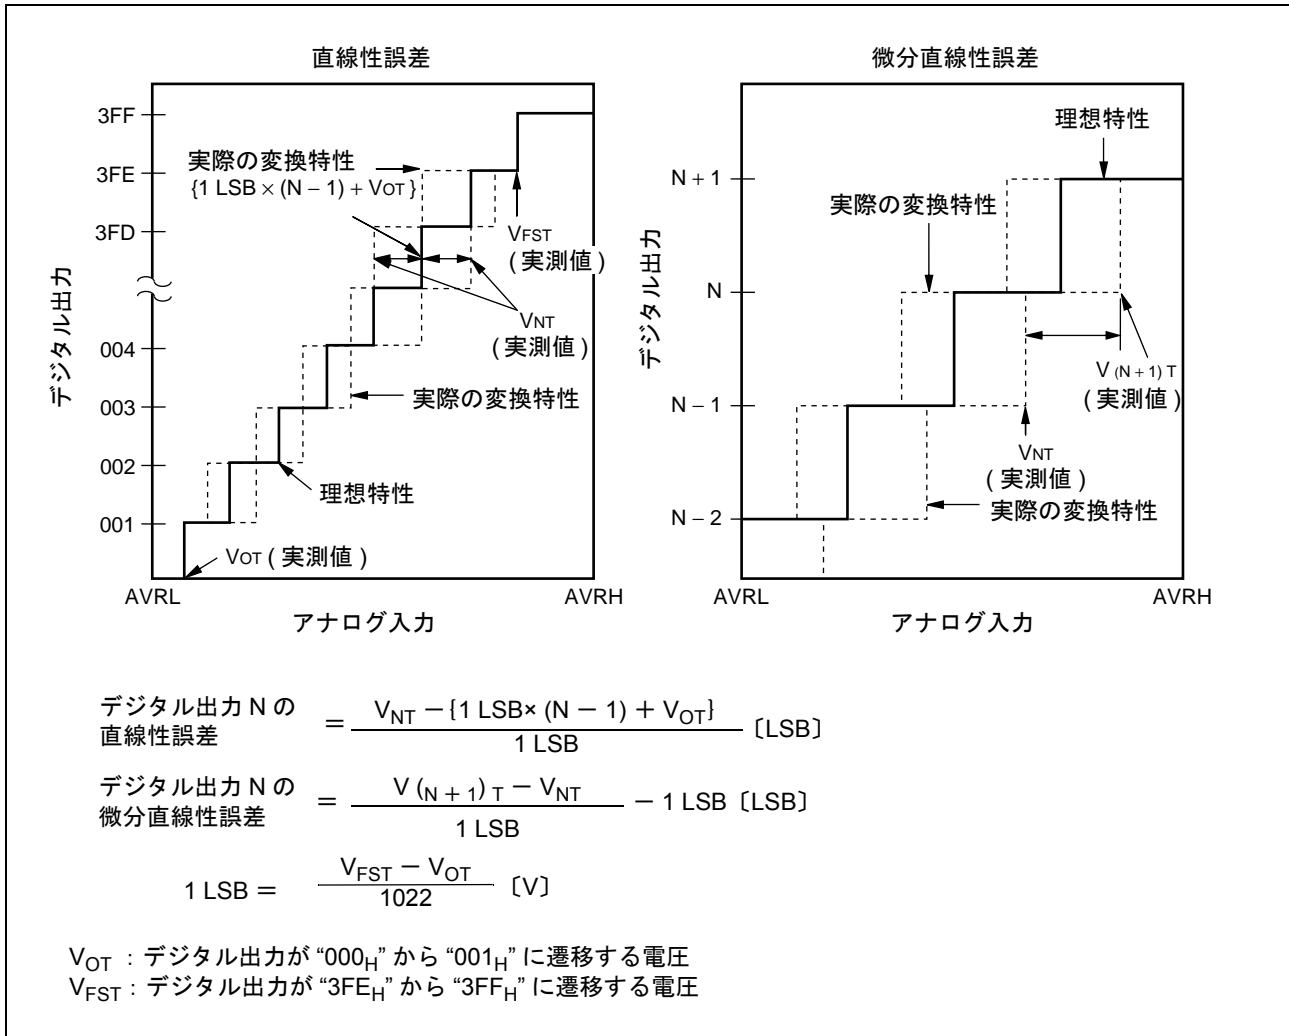 直線性誤差
3FF
3FE
3FD
004
003
002
001
デジタル出力
実際の変換特性
{1 LSB × (N − 1) + VOT}
VFST
( 実測値 )
VNT
( 実測値 )
実際の変換特性
理想特性
VOT ( 実測値 )
AVRL
AVRH
アナログ入力
微分直線性誤差
N + 1
N
N − 1
N − 2
デジタル出力
理想特性
実際の変換特性
V (N + 1) T
( 実測値 )
VNT
( 実測値 )
実際の変換特性
AVRL
AVRH
アナログ入力
デジタル出力 N の
直線性誤差
= VNT − {1 LSB× (N − 1) + VOT}
1 LSB
〔LSB〕
デジタル出力 N の
微分直線性誤差
= V (N + 1) T − VNT
1 LSB
− 1 LSB 〔LSB〕
1 LSB = VFST − VOT
1022
〔V〕
VOT : デジタル出力が “000H” から “001H” に遷移する電圧
VFST : デジタル出力が “3FEH” から “3FFH” に遷移する電圧